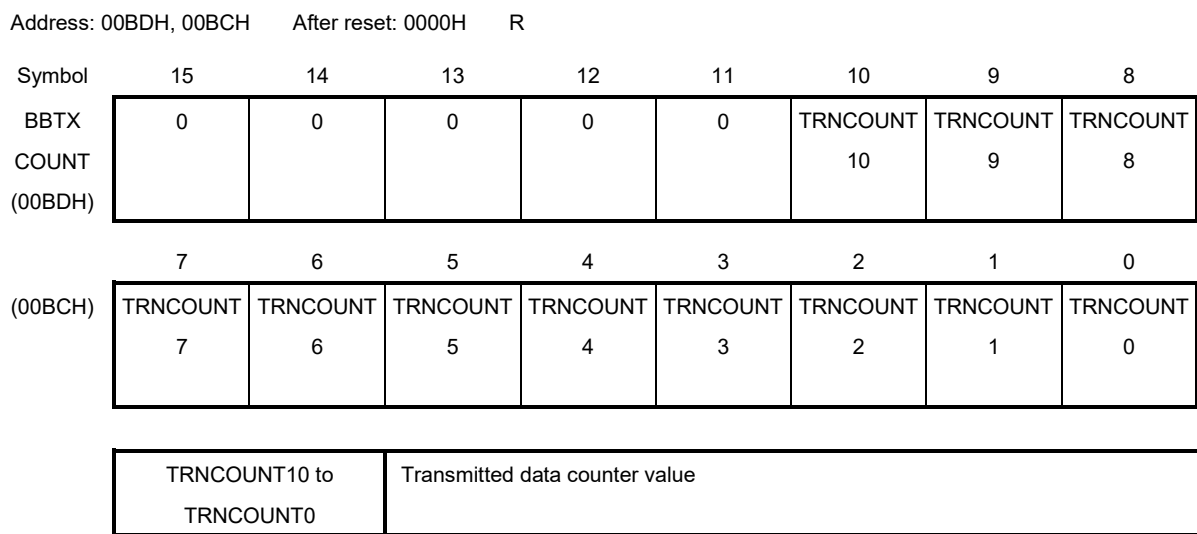 Address: 00BDH, 00BCH After reset: 0000H R
Symbol 15 14 13 12 11 10 9 8
BBTX 0 0 0 0 0 TRNCOUNT TRNCOUNT TRNCOUNT
COUNT 10 9 8
(00BDH)
7 6 5 4 3 2 1 0
(00BCH) TRNCOUNT TRNCOUNT TRNCOUNT TRNCOUNT TRNCOUNT TRNCOUNT TRNCOUNT TRNCOUNT
7 6 5 4 3 2 1 0
TRNCOUNT10 to Transmitted data counter value
TRNCOUNT0